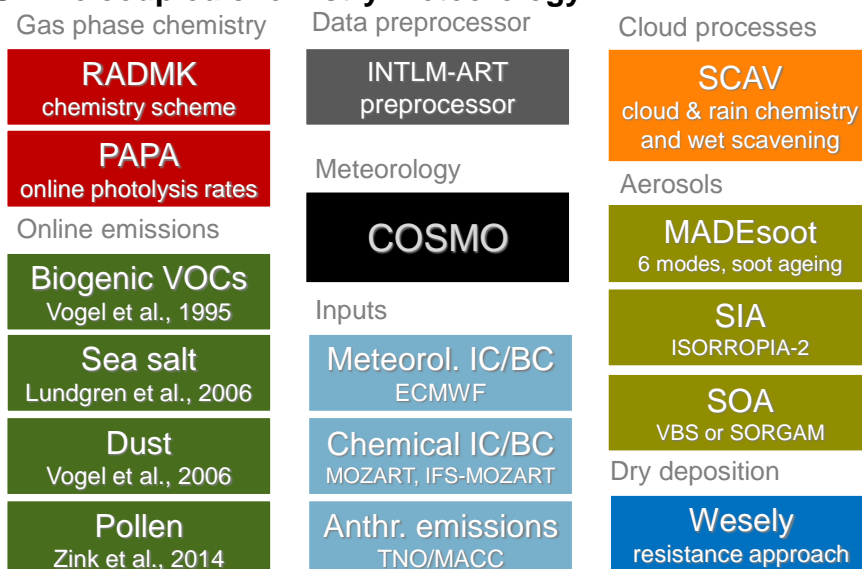 Gas phase chemistry
RADMK
chemistry scheme
PAPA
online photolysis rates
Online emissions
Biogenic VOCs
Vogel et al., 1995
Sea salt
Lundgren et al., 2006
Dust
Vogel et al., 2006
Pollen
Zink et al., 2014
Data preprocessor
INTLM-ART
preprocessor
Meteorology
COSMO
Inputs
Meteorol. IC/BC
ECMWF
Chemical IC/BC
MOZART, IFS-MOZART
Anthr. emissions
TNO/MACC
Cloud processes
SCAV
cloud & rain chemistry
and wet scavening
Aerosols
MADEsoot
6 modes, soot ageing
SIA
ISORROPIA-2
SOA
VBS or SORGAM
Dry deposition
Wesely
resistance approach